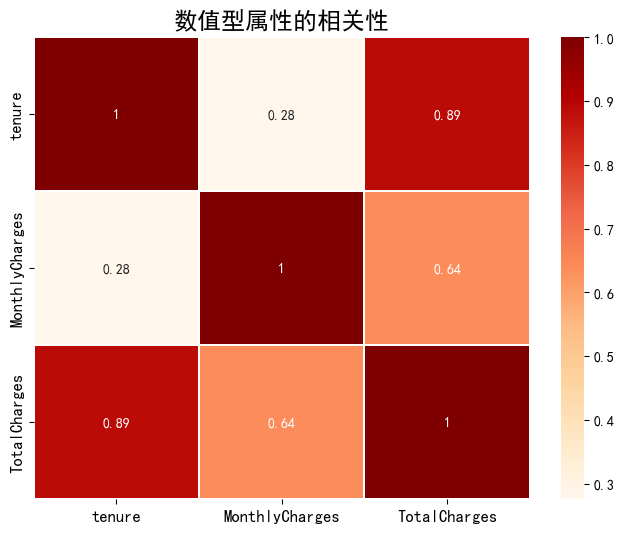 数值型属性的相关性
tenure
1
0.28
0.89
MonthlyCharges
0.28
1
0.64
TotalCharges
0.89
0.64
1
tenure
MonthlyCharges
TotalCharges
1.0
0.9
0.8
0.7
0.6
0.5
0.4
0.3